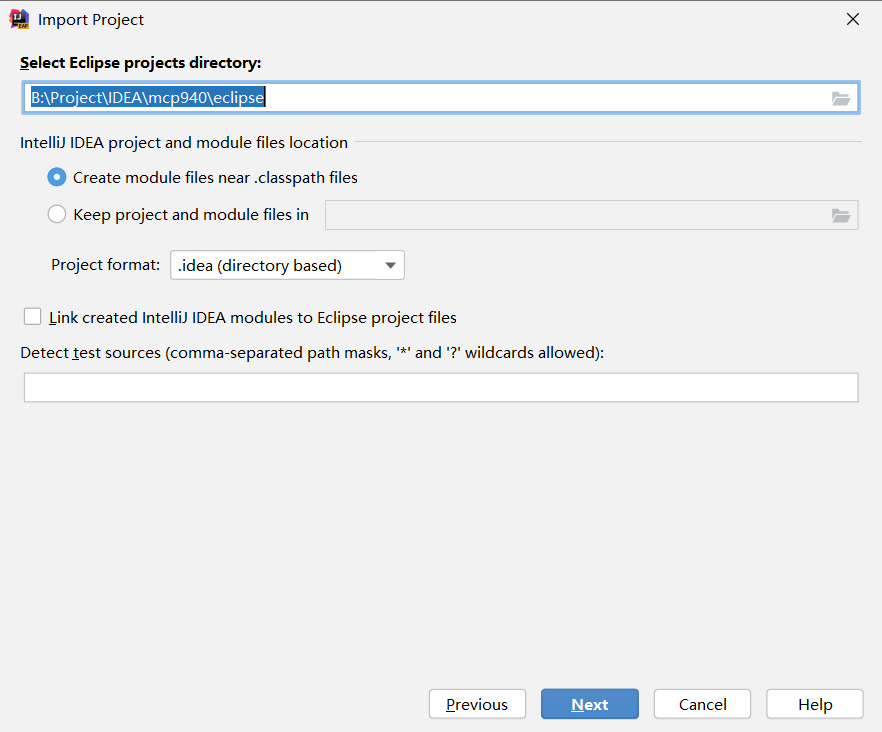 Import Project
Select Eclipse projects directory:
B:\Project\IDEA\mcp940\eclipse
IntelliJ IDEA project and module files location
Create module files near .classpath files
Keep project and module files in
Project format: .idea (directory based)
Link created IntelliJ IDEA modules to Eclipse project files
Detect test sources (comma-separated path masks, '*' and '?' wildcards allowed):
Previous Next Cancel Help